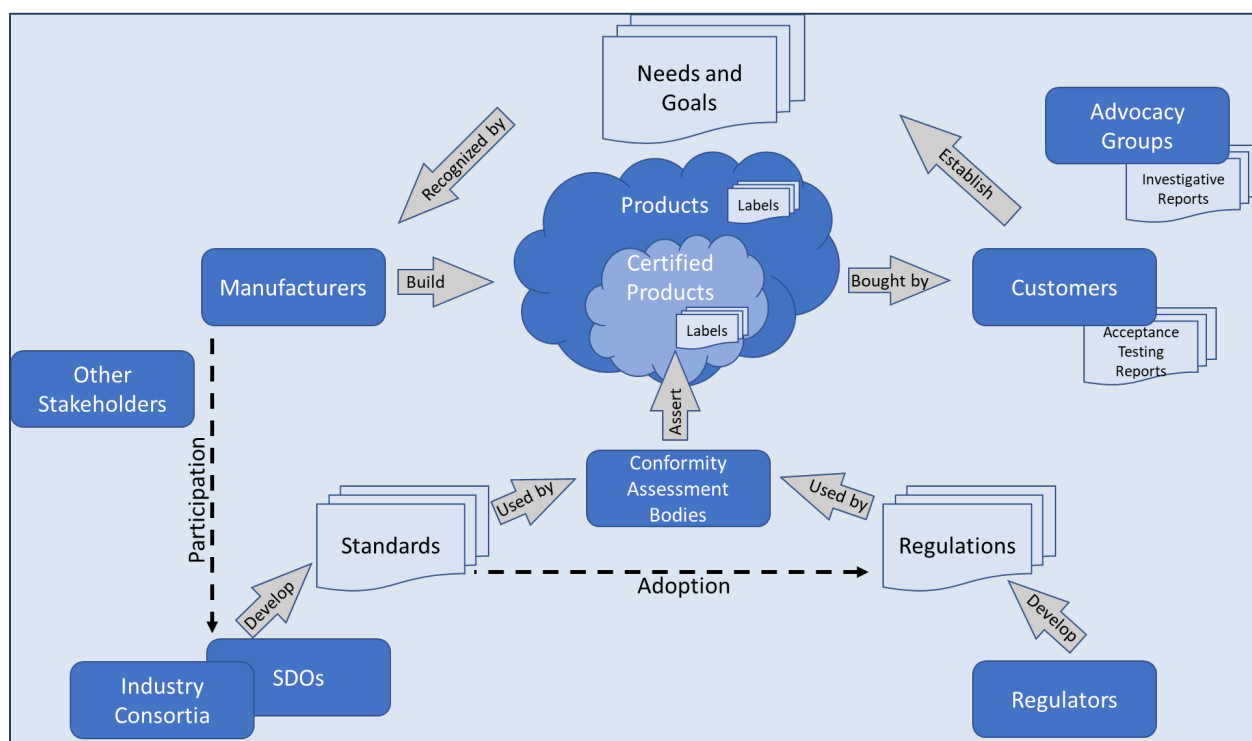 Needs and
Goals
Advocacy
Groups
Investigative
Reports
Recognized by
Establish
Products
Labels
Certified
Products
Labels
Manufacturers
Build
Bought by
Customers
Acceptance
Testing
Reports
Other
Stakeholders
Assert
Participation
Conformity
Assessment
Bodies
Used by
Used by
Standards
Regulations
Adoption
Develop
Develop
SDOs
Industry
Consortia
Regulators